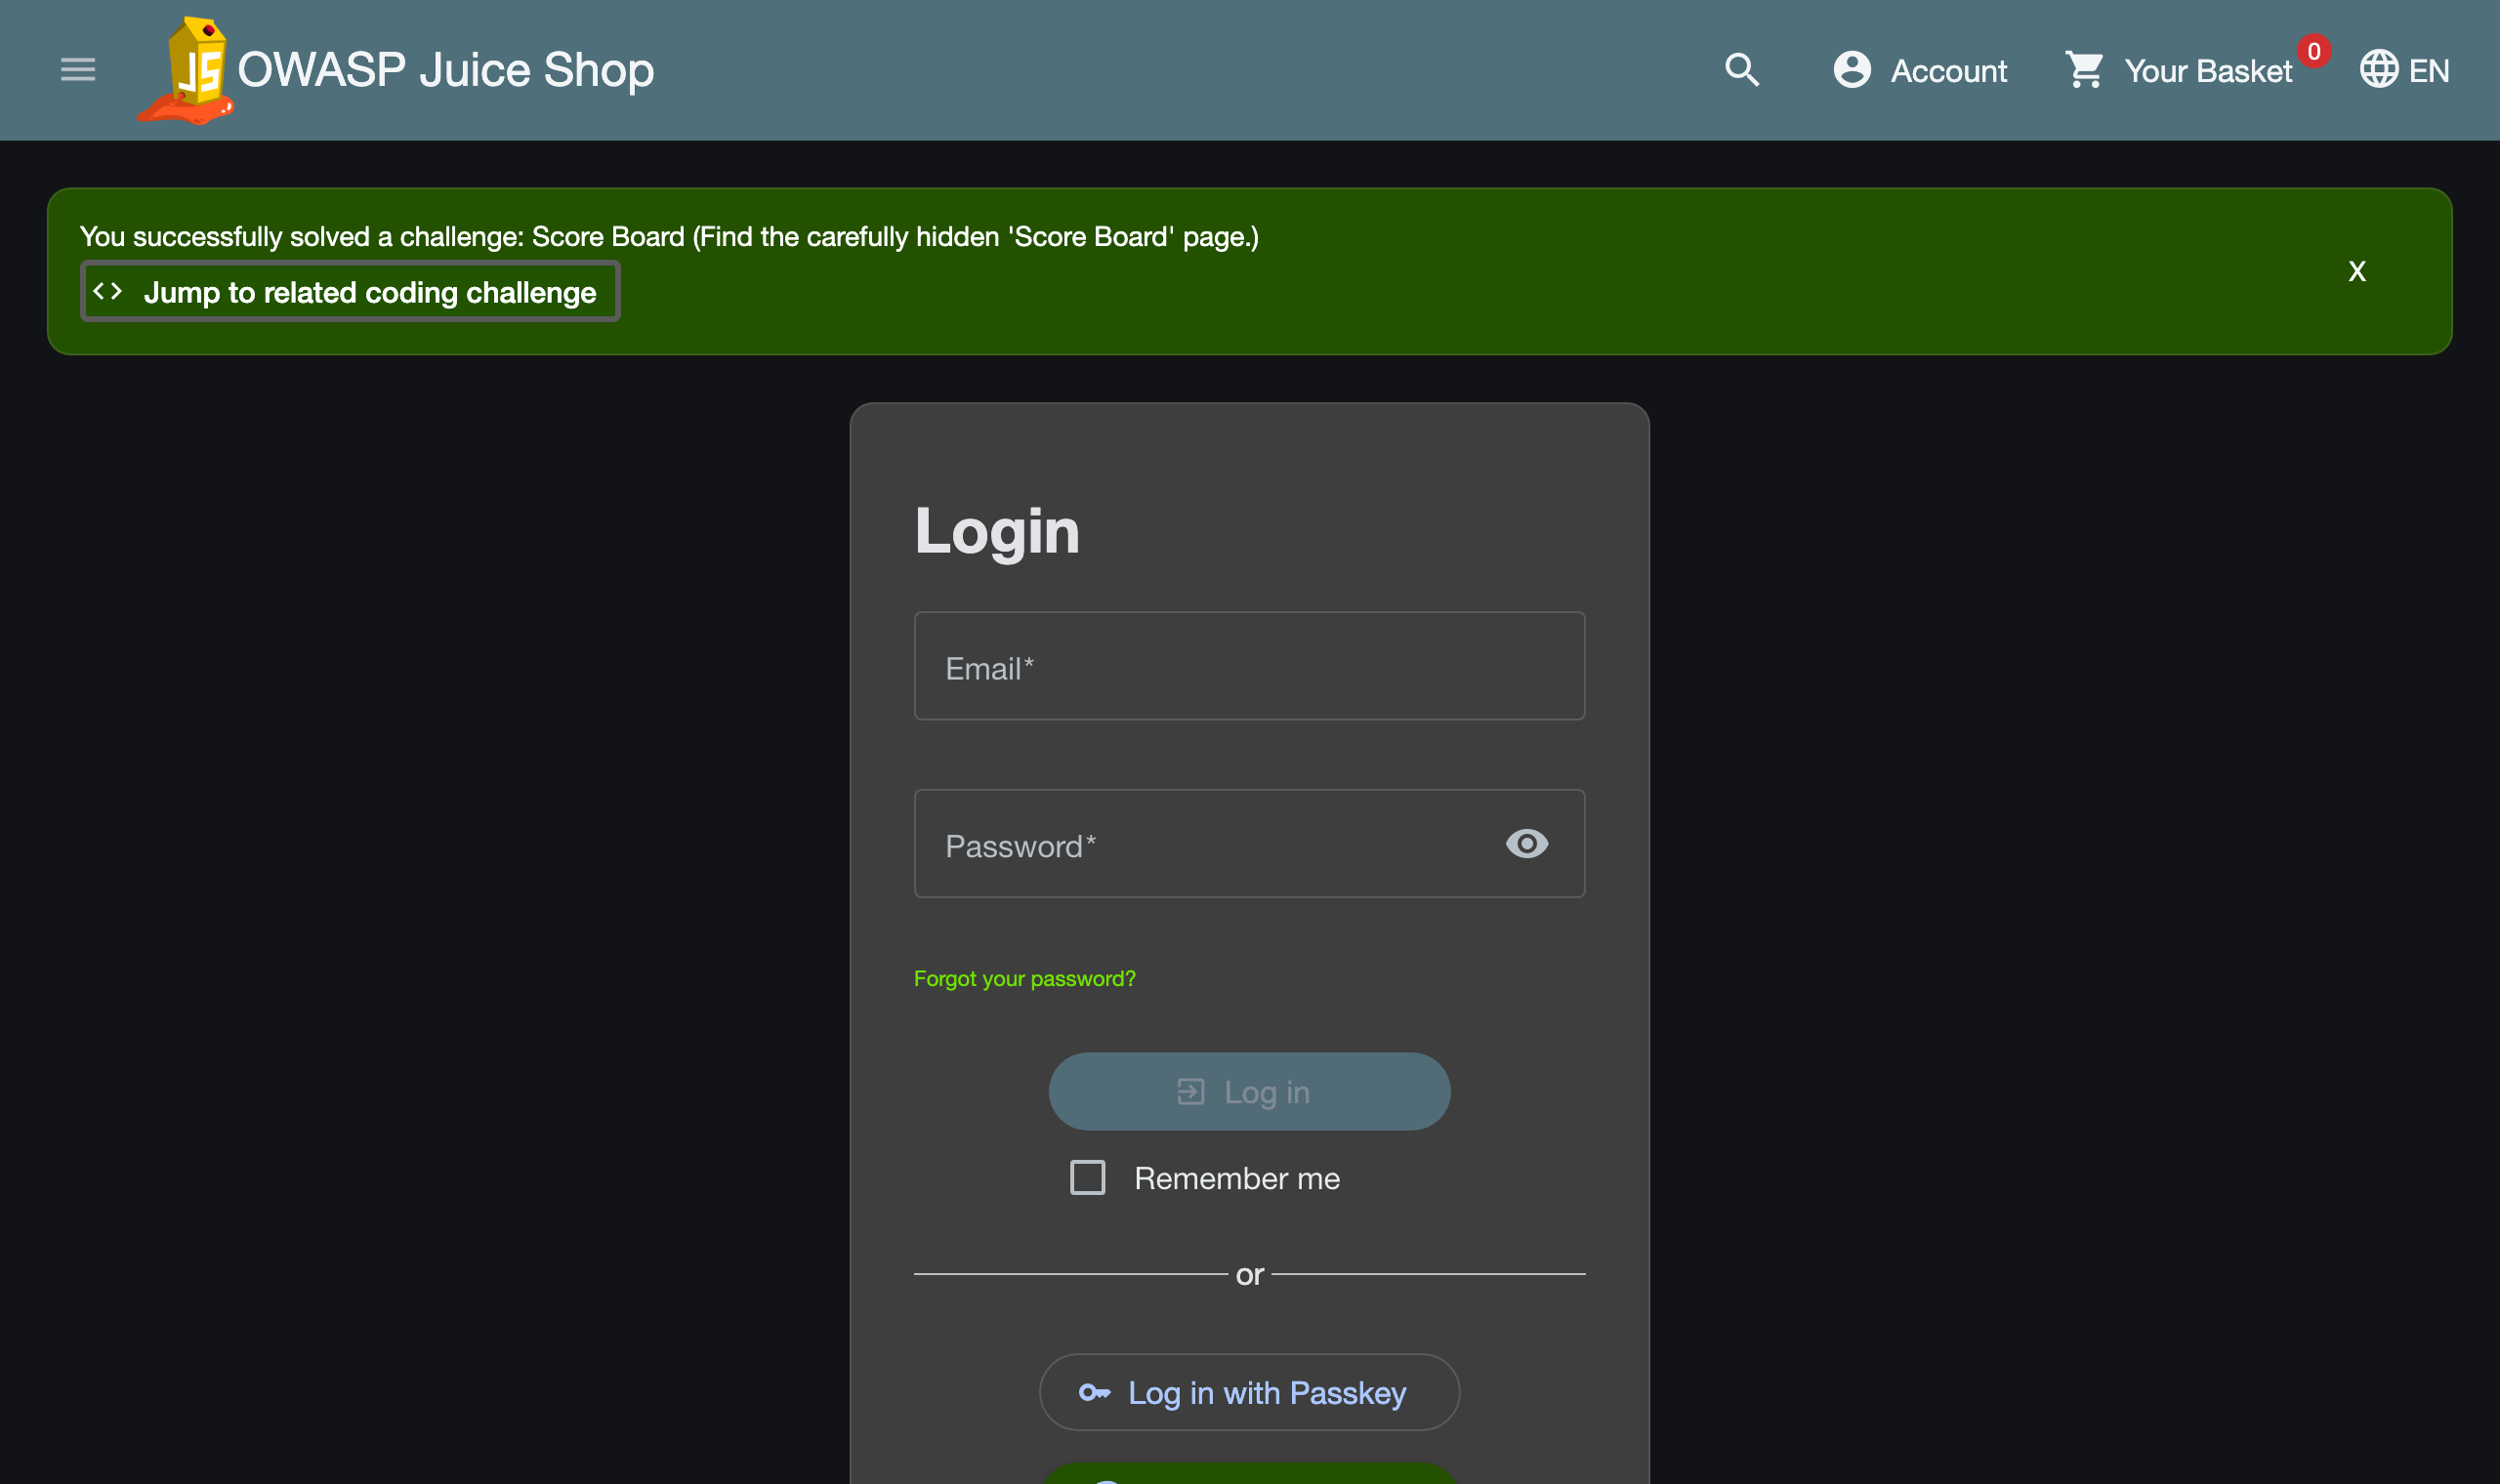 JS
OWASP Juice Shop
Account
Your Basket
0
EN
You successfully solved a challenge: Score Board (Find the carefully hidden 'Score Board' page.)
<> Jump to related coding challenge
X
Login
Email*
Password*
Forgot your password?
Log in
Remember me
or
Log in with Passkey